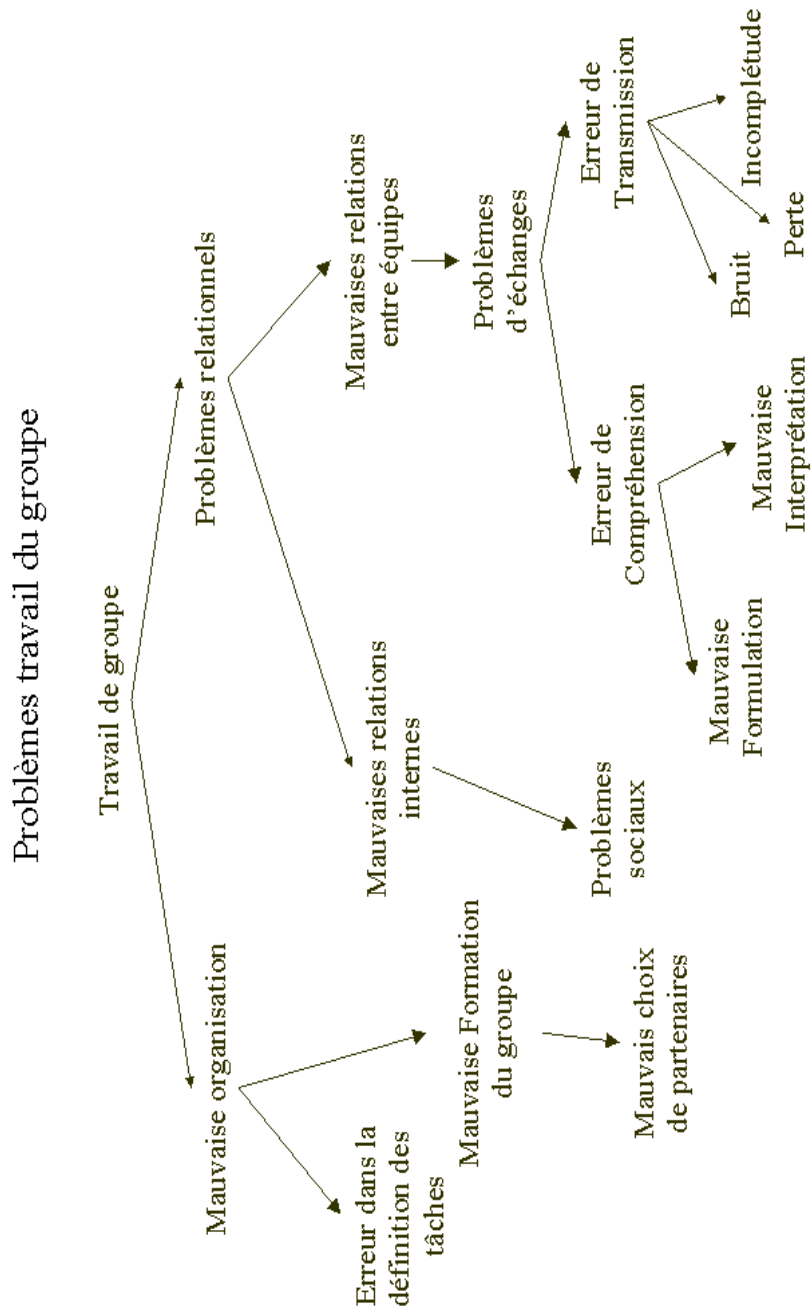 Problèmes travail du groupe
Travail de groupe
Mauvaise organisation
Problèmes relationnels
Erreur dans la
définition des
tâches
Mauvaise Formation
du groupe
Mauvaises relations
internes
Mauvaises relations
entre équipes
Mauvais choix
de partenaires
Problèmes
sociaux
Problèmes
d'échanges
Erreur de
Compréhension
Erreur de
Transmission
Mauvaise
Formulation
Mauvaise
Interprétation
Bruit
Perte
Incomplétude